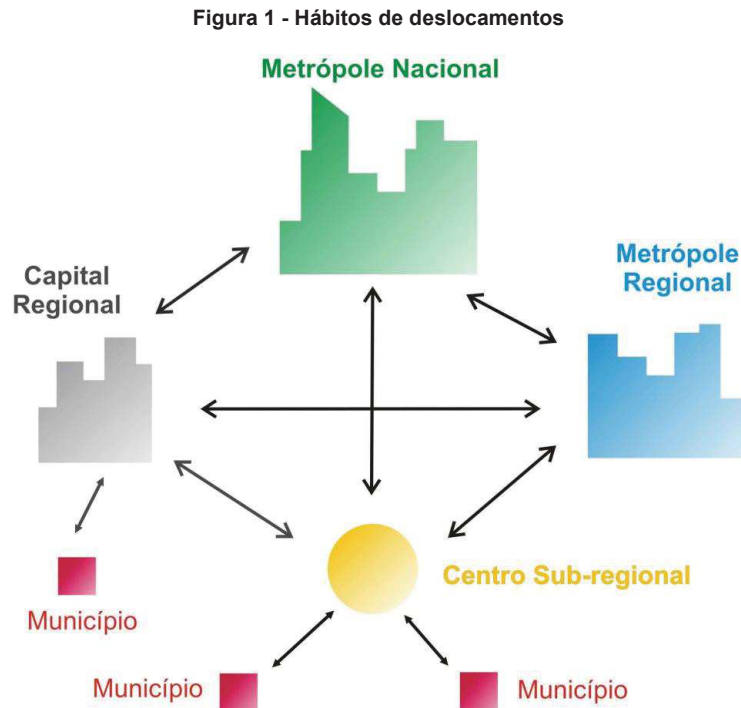 Figura 1 - Hábitos de deslocamentos
Metrópole Nacional
Metrópole
Regional
Capital
Regional
Centro Sub-regional
Município
Município
Município